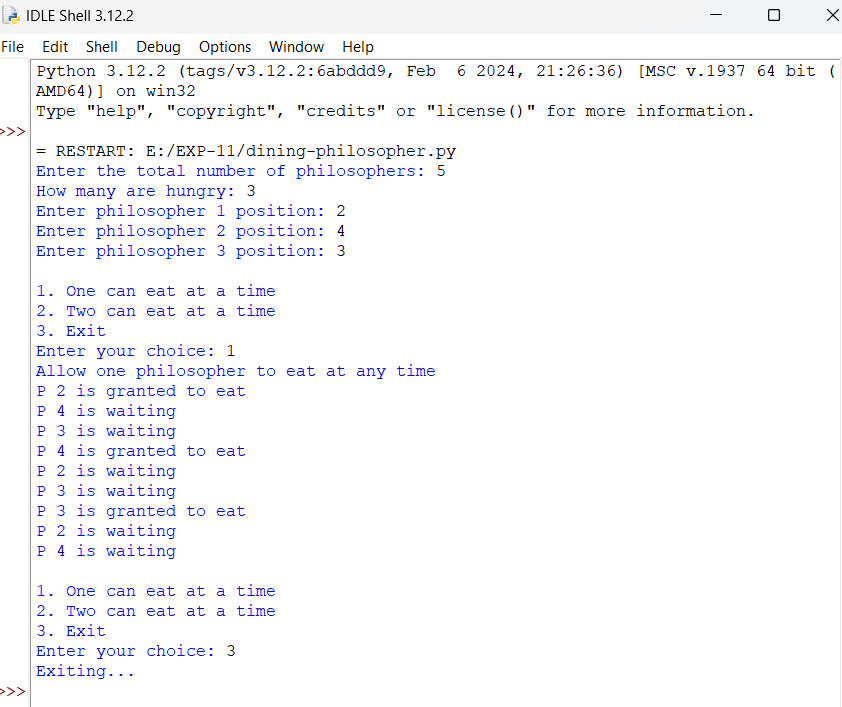 IDLE Shell 3.12.2
File Edit Shell Debug Options Window Help
Python 3.12.2 (tags/v3.12.2:6abddd9, Feb  6 2024, 21:26:36) [MSC v.1937 64 bit (
AMD64)] on win32
Type "help", "copyright", "credits" or "license()" for more information.
>>>
= RESTART: E:/EXP-11/dining-philosopher.py
Enter the total number of philosophers: 5
How many are hungry: 3
Enter philosopher 1 position: 2
Enter philosopher 2 position: 4
Enter philosopher 3 position: 3
1. One can eat at a time
2. Two can eat at a time
3. Exit
Enter your choice: 1
Allow one philosopher to eat at any time
P 2 is granted to eat
P 4 is waiting
P 3 is waiting
P 4 is granted to eat
P 2 is waiting
P 3 is waiting
P 3 is granted to eat
P 2 is waiting
P 4 is waiting
1. One can eat at a time
2. Two can eat at a time
3. Exit
Enter your choice: 3
Exiting...
>>>